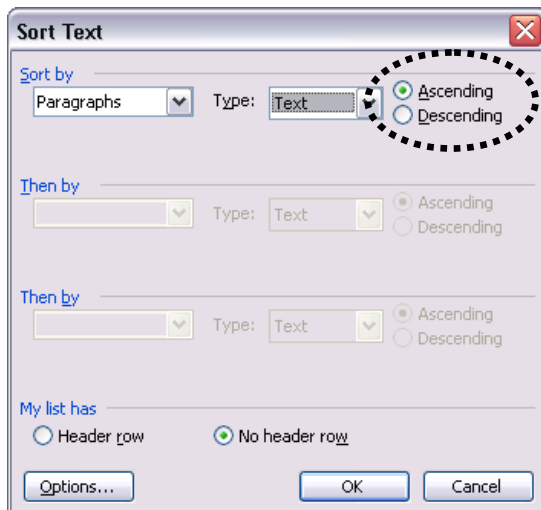 Sort Text
Sort by
Paragraphs Type: Text Ascending
Descending
Then by
Type: Text Ascending
Descending
Then by
Type: Text Ascending
Descending
My list has
Header row No header row
Options... OK Cancel